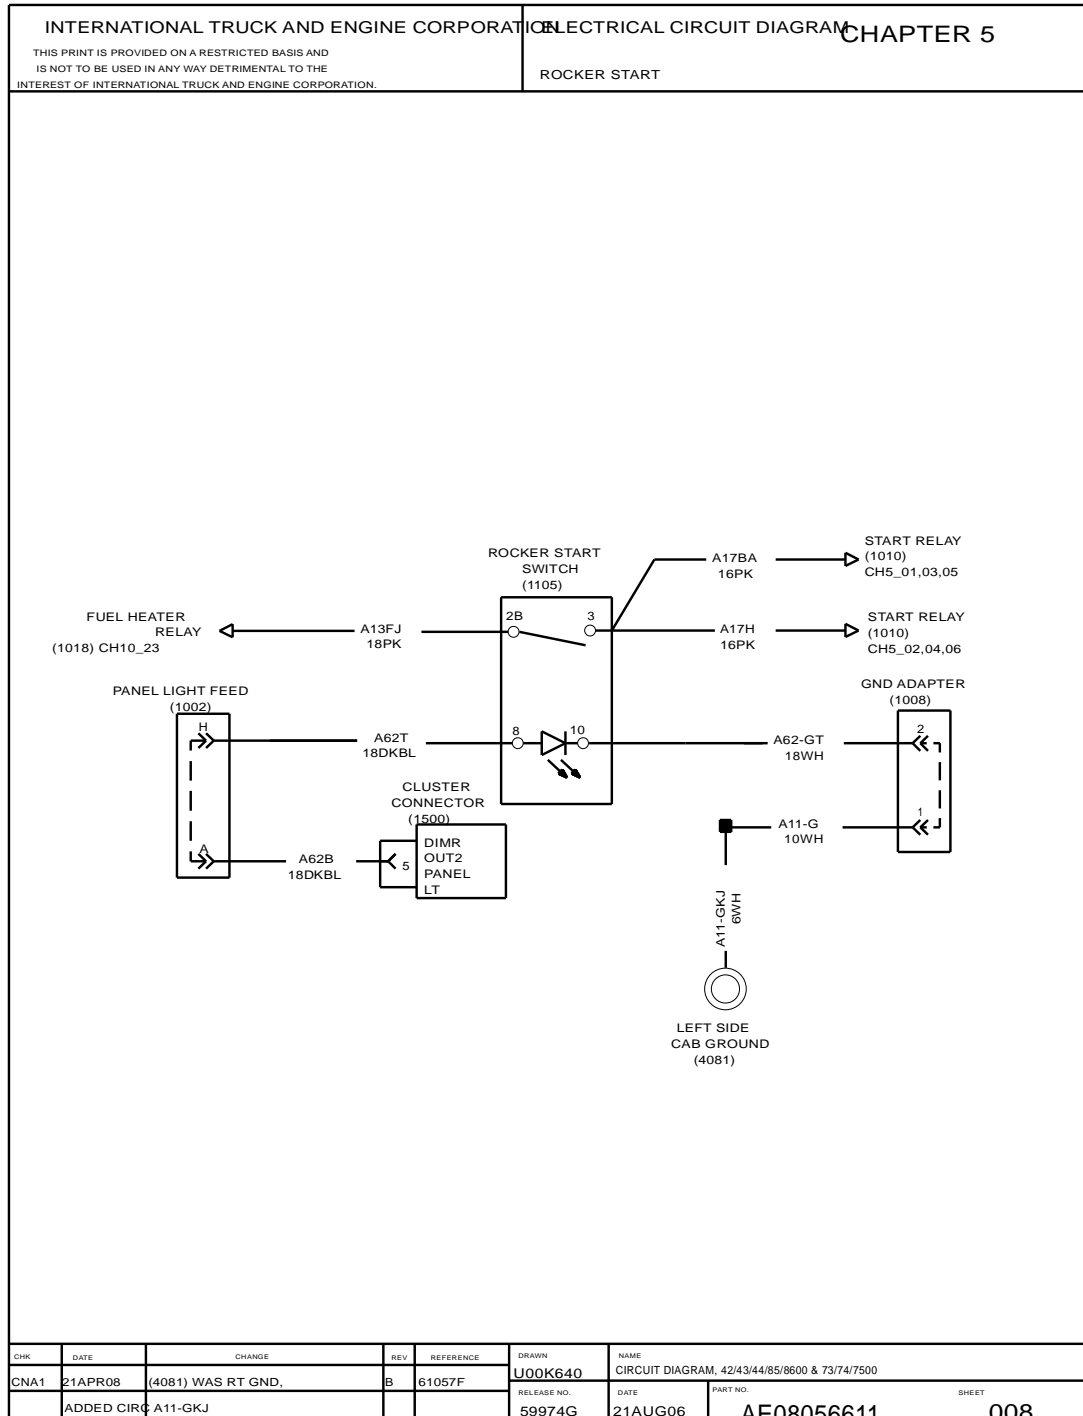 INTERNATIONAL TRUCK AND ENGINE CORPORATION
THIS PRINT IS PROVIDED ON A RESTRICTED BASIS AND
IS NOT TO BE USED IN ANY WAY DETRIMENTAL TO THE
INTEREST OF INTERNATIONAL TRUCK AND ENGINE CORPORATION.
ELECTRICAL CIRCUIT DIAGRAM
CHAPTER 5
ROCKER START
START RELAY
(1010)
CH5_01,03,05
A17BA
16PK
ROCKER START
SWITCH
(1105)
2B
3
FUEL HEATER
RELAY
(1018) CH10_23
A13FJ
18PK
A17H
16PK
START RELAY
(1010)
CH5_02,04,06
PANEL LIGHT FEED
(1002)
H
A
A62T
18DKBL
8
10
A62-GT
18WH
GND ADAPTER
(1008)
2
1
CLUSTER
CONNECTOR
(1500)
DIMR
OUT2
PANEL
LT
5
A62B
18DKBL
A11-G
10WH
A11-GKJ
6WH
LEFT SIDE
CAB GROUND
(4081)
CHK DATE CHANGE REV REFERENCE
CNA1 21APR08 (4081) WAS RT GND, B 61057F
ADDED CIRC A11-GKJ
DRAWN
U00K640
NAME
CIRCUIT DIAGRAM, 42/43/44/85/8600 & 73/74/7500
RELEASE NO.
59974G
DATE
21AUG06
PART NO.
AE08056611
SHEET
008